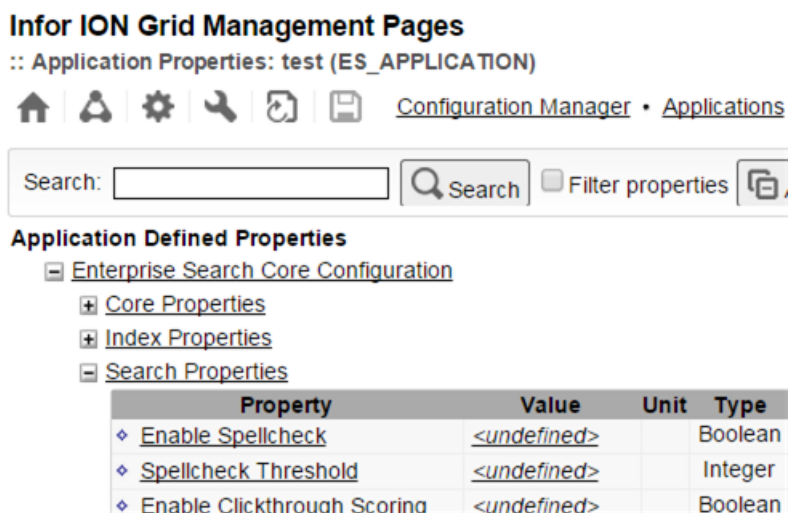 Infor ION Grid Management Pages
:: Application Properties: test (ES_APPLICATION)
Configuration Manager • Applications
Search: Search Filter properties
Application Defined Properties
Enterprise Search Core Configuration
Core Properties
Index Properties
Search Properties
Property Value Unit Type
Enable Spellcheck <undefined> Boolean
Spellcheck Threshold <undefined> Integer
Enable Clickthrough Scoring <undefined> Boolean